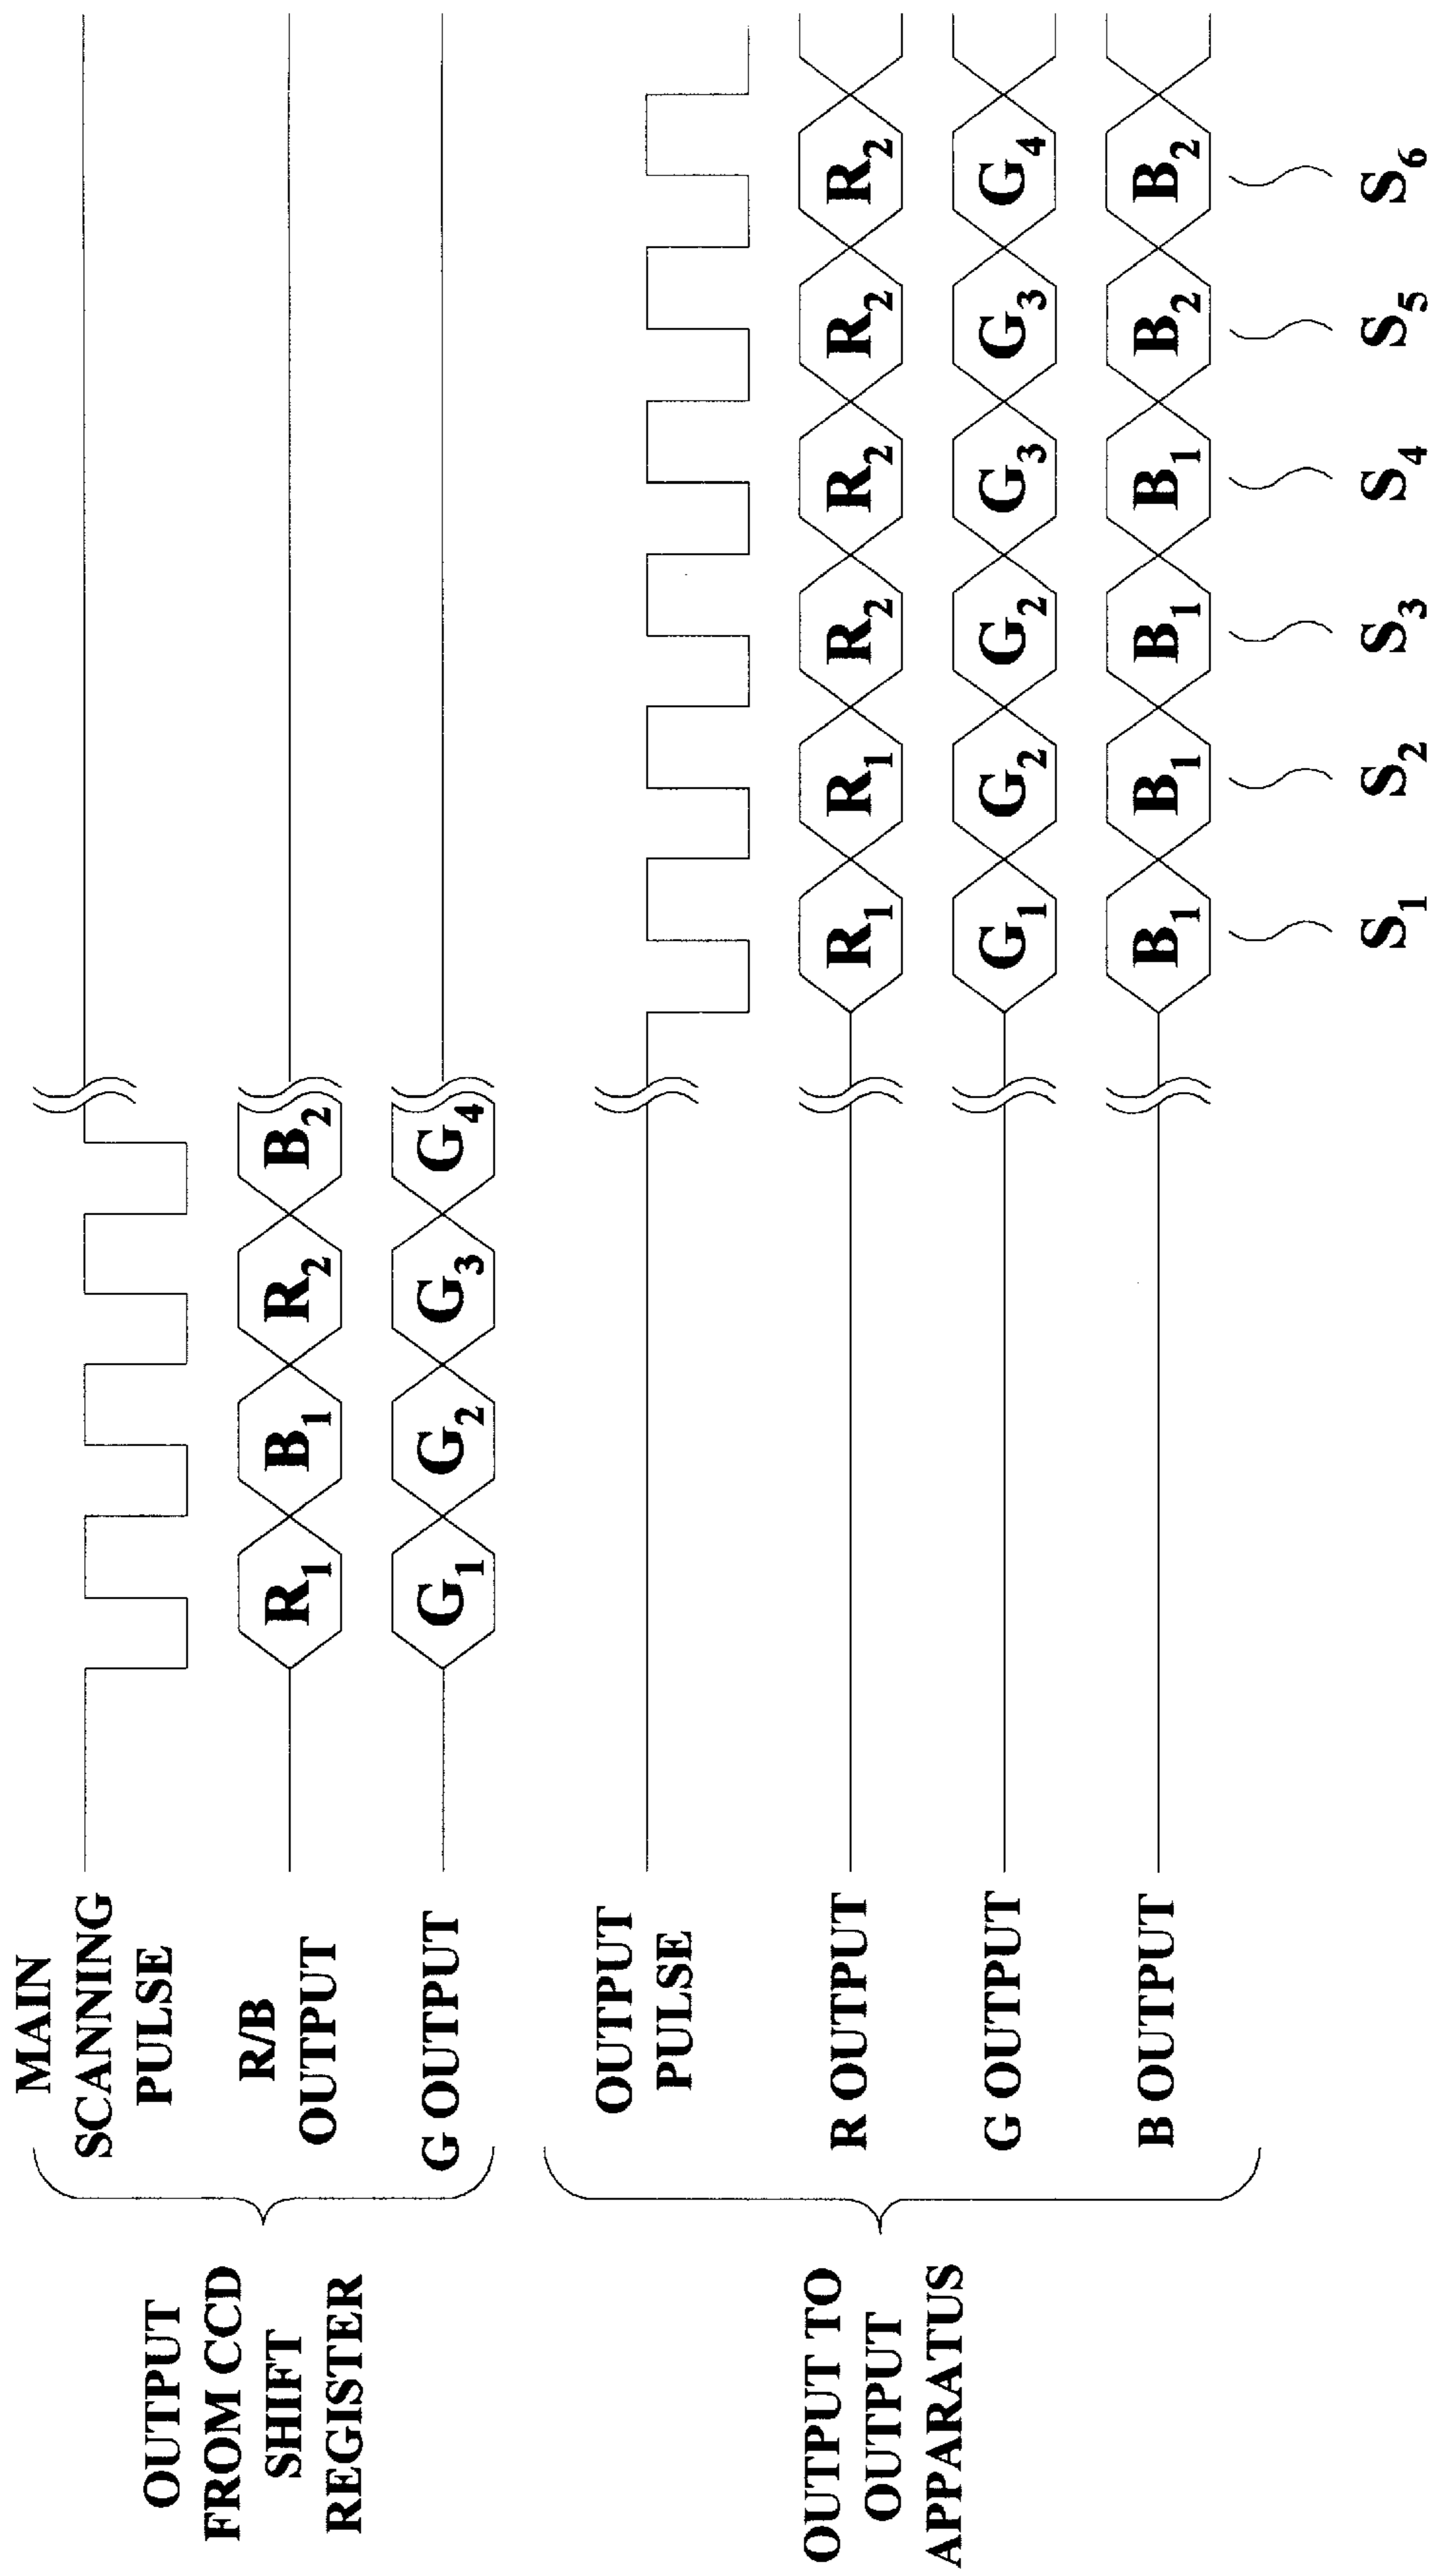 OUTPUT
FROM CCD
SHIFT
REGISTER
MAIN
SCANNING
PULSE
R/B
OUTPUT
R1 B1 R2 B2
G OUTPUT
G1 G2 G3 G4
OUTPUT TO
OUTPUT
APPARATUS
OUTPUT
PULSE
R OUTPUT
R1 R1 R2 R2 R2 R2
G OUTPUT
G1 G2 G2 G3 G3 G4
B OUTPUT
B1 B1 B1 B1 B2 B2
S1 S2 S3 S4 S5 S6